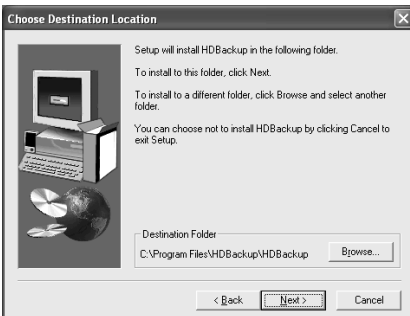 Choose Destination Location
Setup will install HDBackup in the following folder.
To install to this folder, click Next.
To install to a different folder, click Browse and select another
folder.
You can choose not to install HDBackup by clicking Cancel to
exit Setup.
Destination Folder
C:\Program Files\HDBackup\HDBackup
Browse...
< Back
Next >
Cancel